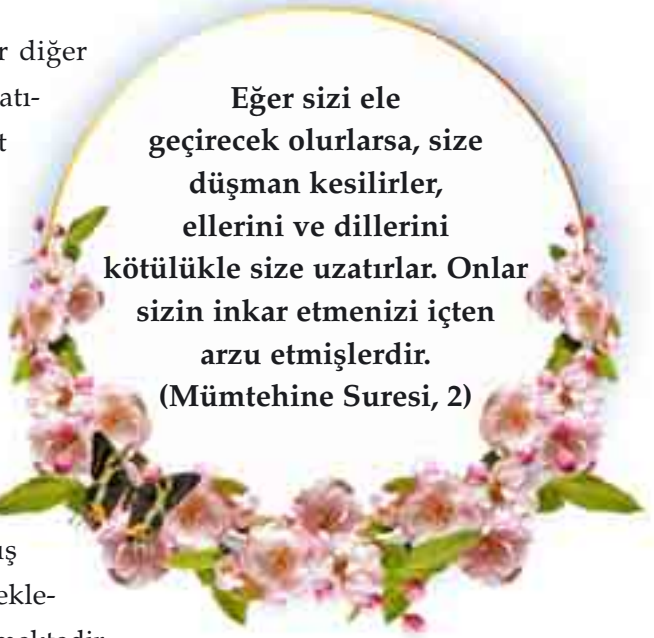 r diğer
atı-
t
Eğer sizi ele
geçirecek olurlarsa, size
düşman kesilirler,
ellerini ve dillerini
kötülükle size uzatırlar. Onlar
sizin inkar etmenizi içten
arzu etmişlerdir.
(Mümtehine Suresi, 2)
ış
ekle-